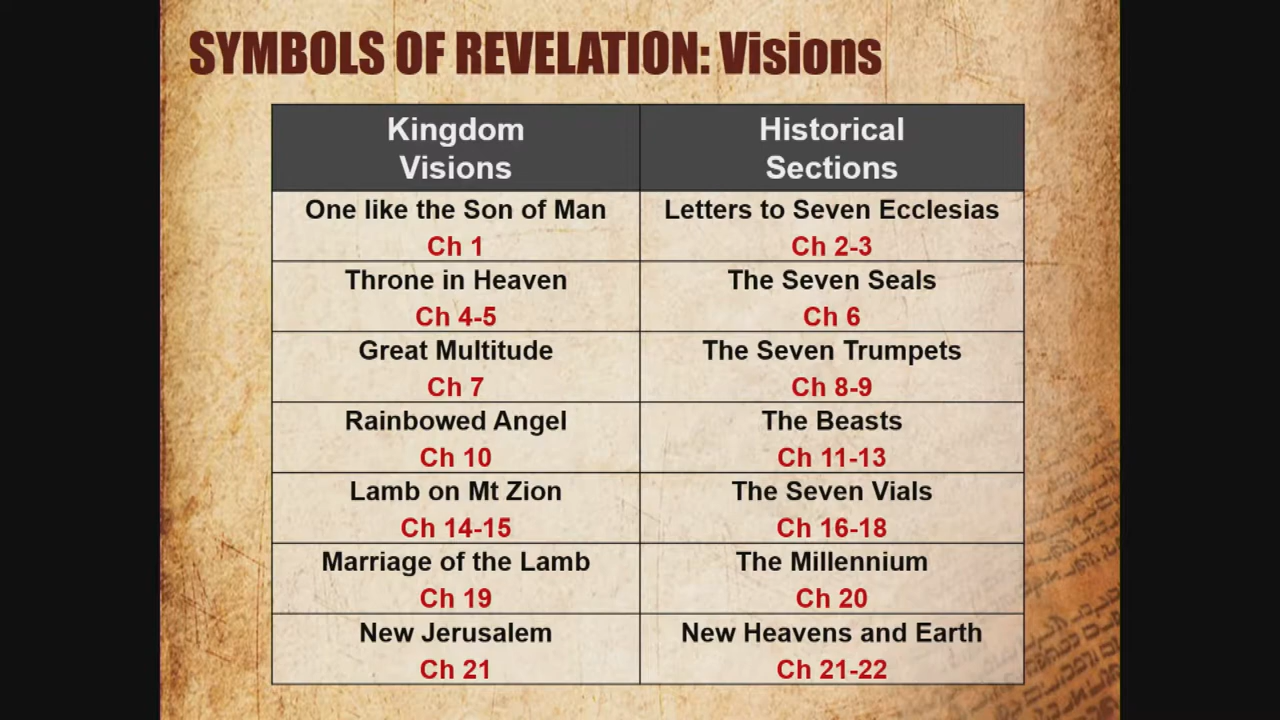 SYMBOLS OF REVELATION: Visions
Kingdom
Visions
Historical
Sections
One like the Son of Man
Ch 1
Letters to Seven Ecclesias
Ch 2-3
Throne in Heaven
Ch 4-5
The Seven Seals
Ch 6
Great Multitude
Ch 7
The Seven Trumpets
Ch 8-9
Rainbowed Angel
Ch 10
The Beasts
Ch 11-13
Lamb on Mt Zion
Ch 14-15
The Seven Vials
Ch 16-18
Marriage of the Lamb
Ch 19
The Millennium
Ch 20
New Jerusalem
Ch 21
New Heavens and Earth
Ch 21-22